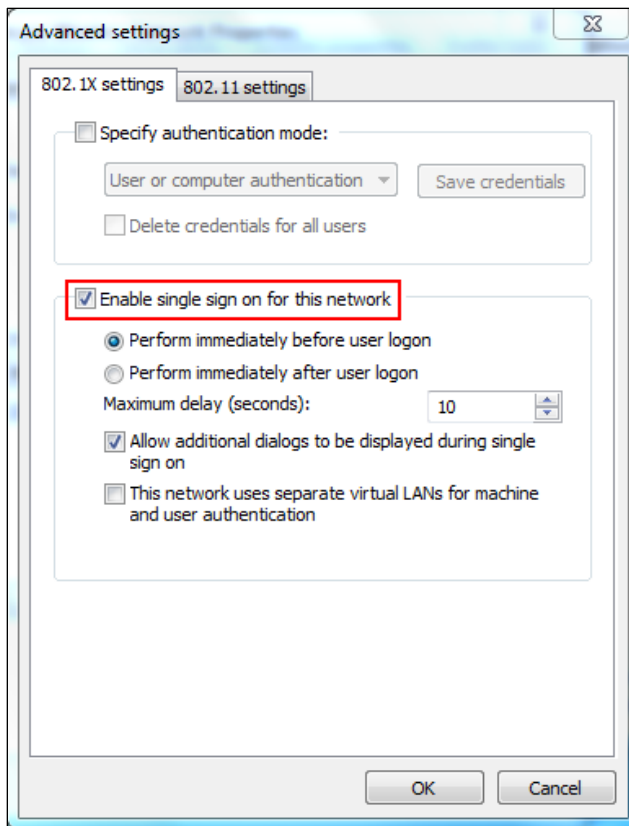 Advanced settings
802.1X settings
802.11 settings
Specify authentication mode:
User or computer authentication
Save credentials
Delete credentials for all users
Enable single sign on for this network
Perform immediately before user logon
Perform immediately after user logon
Maximum delay (seconds):
10
Allow additional dialogs to be displayed during single
sign on
This network uses separate virtual LANs for machine
and user authentication
OK
Cancel